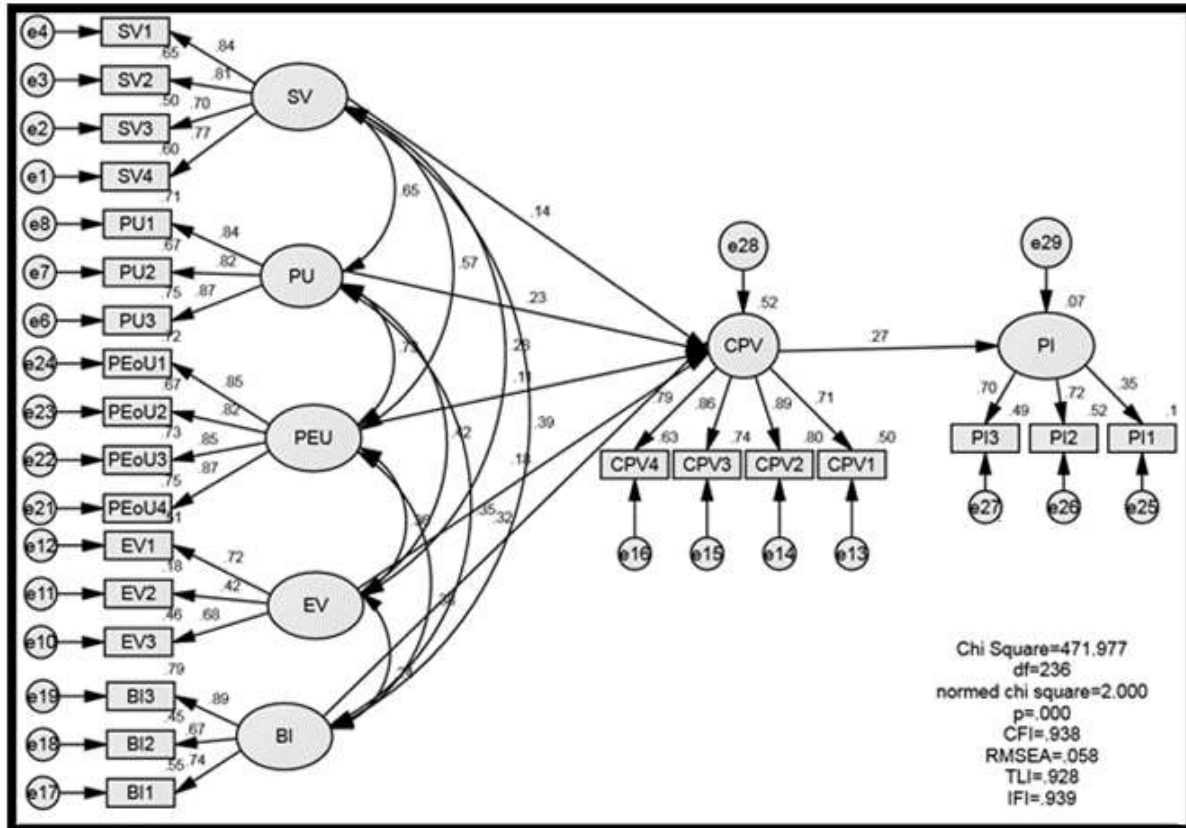 e4 SV1 .84
.65
e3 SV2 .81
SV
.50 .70
e2 SV3
.77
.60
e1 SV4
.71
.65
.14
e8 PU1 .84
.67
e28
e29
e7 PU2 .82
PU
.57
.75 .87
.23
.52
.07
e6 PU3
.72
CPV
.27
PI
e24 PEoU1
.85
.28
.11
.67
e23 PEoU2 .82
PEU
.42
.39
.79 .86 .89 .71
.70 .72 .35
.73 .85
.63 .74 .80 .50
.49 .52 .1
e22 PEoU3
.18
CPV4 CPV3 CPV2 CPV1
PI3 PI2 PI1
.87
.75
e21 PEoU4
.35 .32
e16 e15 e14 e13
e27 e26 e25
e12 EV1 .72
.18
e11 EV2 .42
EV
.46 .68
e10 EV3
.79
e19 BI3 .89
.45
e18 BI2 .67
BI
.55 .74
e17 BI1
Chi Square=471.977
df=236
normed chi square=2.000
p=.000
CFI=.938
RMSEA=.058
TLI=.928
IFI=.939